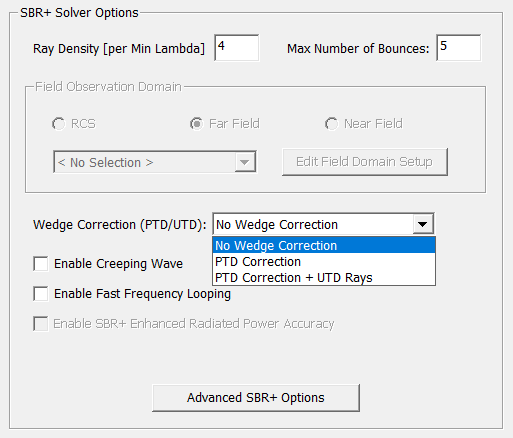 SBR+ Solver Options
Ray Density [per Min Lambda] 4 Max Number of Bounces: 5
Field Observation Domain
RCS Far Field Near Field
< No Selection > Edit Field Domain Setup
Wedge Correction (PTD/UTD): No Wedge Correction
No Wedge Correction
Enable Creeping Wave PTD Correction
PTD Correction + UTD Rays
Enable Fast Frequency Looping
Enable SBR+ Enhanced Radiated Power Accuracy
Advanced SBR+ Options